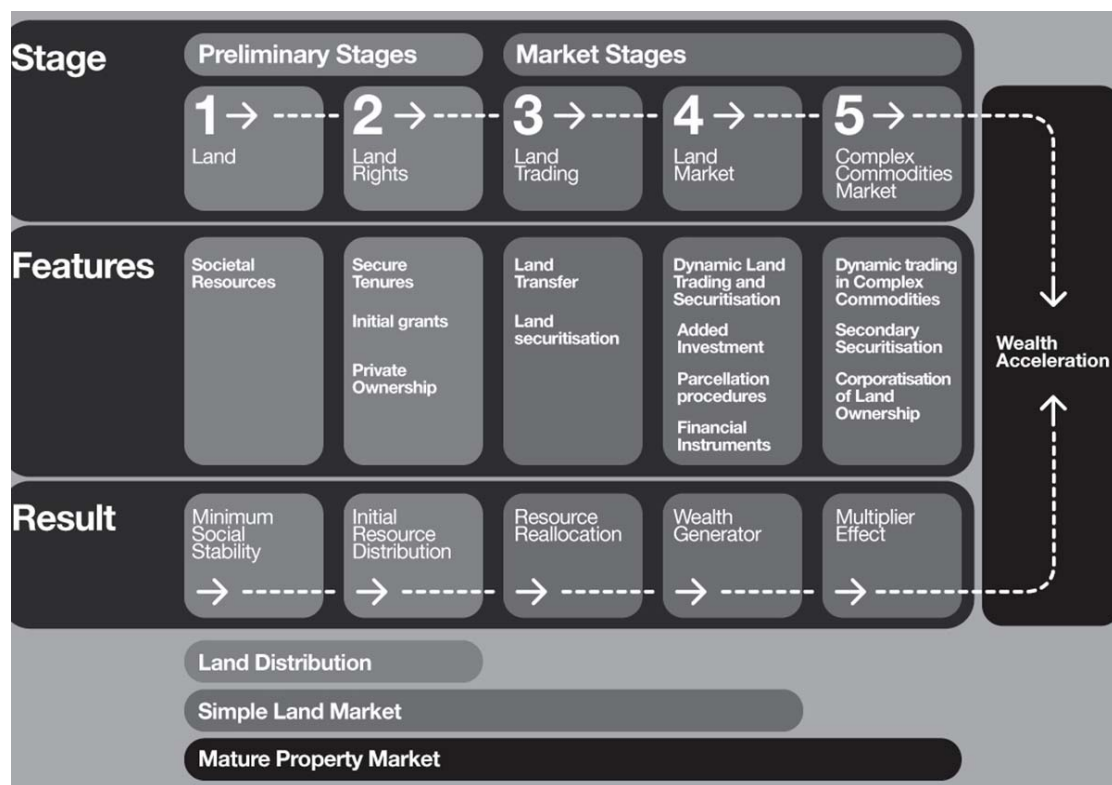 Stage
Preliminary Stages
Market Stages
1
Land
2
Land
Rights
3
Land
Trading
4
Land
Market
5
Complex
Commodities
Market
Features
Societal
Resources
Secure
Tenures
Initial grants
Private
Ownership
Land
Transfer
Land
securitisation
Dynamic Land
Trading and
Securitisation
Added
Investment
Parcellation
procedures
Financial
Instruments
Dynamic trading
in Complex
Commodities
Secondary
Securitisation
Corporatisation
of Land
Ownership
Wealth
Acceleration
Result
Minimum
Social
Stability
Initial
Resource
Distribution
Resource
Reallocation
Wealth
Generator
Multiplier
Effect
Land Distribution
Simple Land Market
Mature Property Market